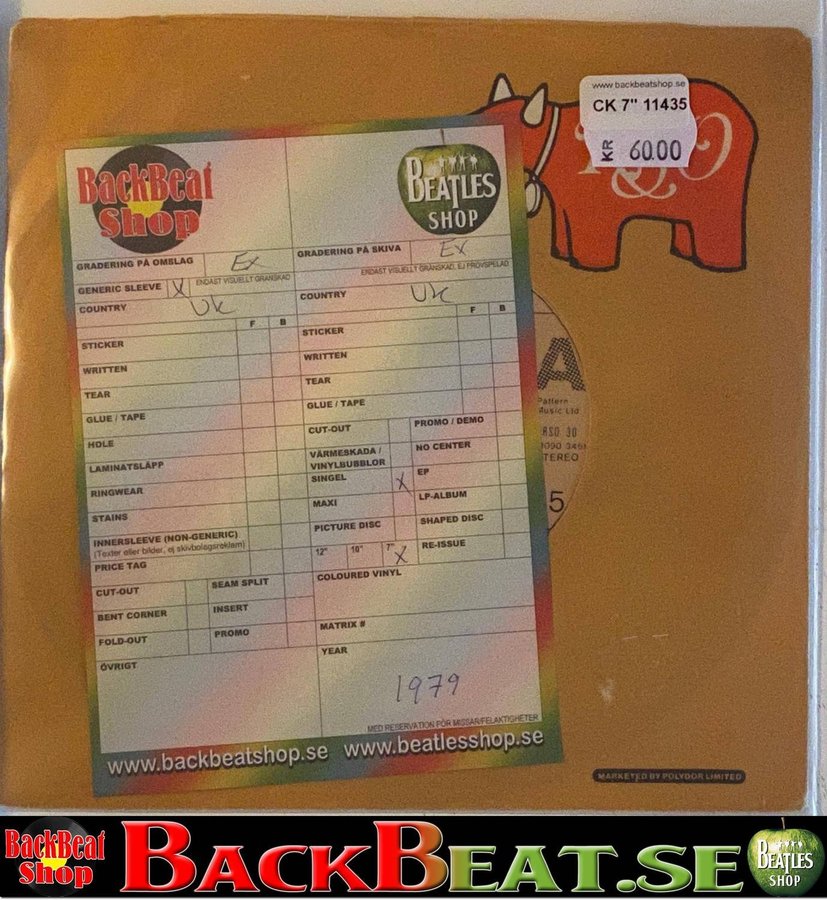 www.backbeatshop.se
CK 7" 11435
KR 60.00
BackBeat
Shop
BEATLES
SHOP
GRADERING PÅ OMSLAG Ex
ENDAST VISUELLT GRANSKAD
GENERIC SLEEVE X
COUNTRY UK
F B
STICKER
WRITTEN
TEAR
GLUE / TAPE
HOLE
LAMINATSLÄPP
RINGWEAR
STAINS
INNERSLEEVE (NON-GENERIC)
(Texter eller bilder, ej skivbolagsreklam)
PRICE TAG
CUT-OUT SEAM SPLIT
BENT CORNER INSERT
FOLD-OUT PROMO
ÖVRIGT
GRADERING PÅ SKIVA Ex
ENDAST VISUELLT GRANSKAD, EJ PROVSPELAD
COUNTRY UK
F B
STICKER
WRITTEN
TEAR
GLUE / TAPE
CUT-OUT PROMO / DEMO
VÄRMESKADA /
VINYLBUBBLOR NO CENTER
SINGEL X EP
MAXI LP-ALBUM
PICTURE DISC SHAPED DISC
12" 10" 7" X RE-ISSUE
COLOURED VINYL
MATRIX #
YEAR
1979
MED RESERVATION FÖR MISSAR/FELAKTIGHETER
www.backbeatshop.se www.beatlesshop.se
A
Pattern
Music Ltd
RSO 30
2090 346
STEREO
5
MARKETED BY POLYDOR LIMITED
BackBeat
Shop
BACKBEAT.SE
BEATLES
SHOP